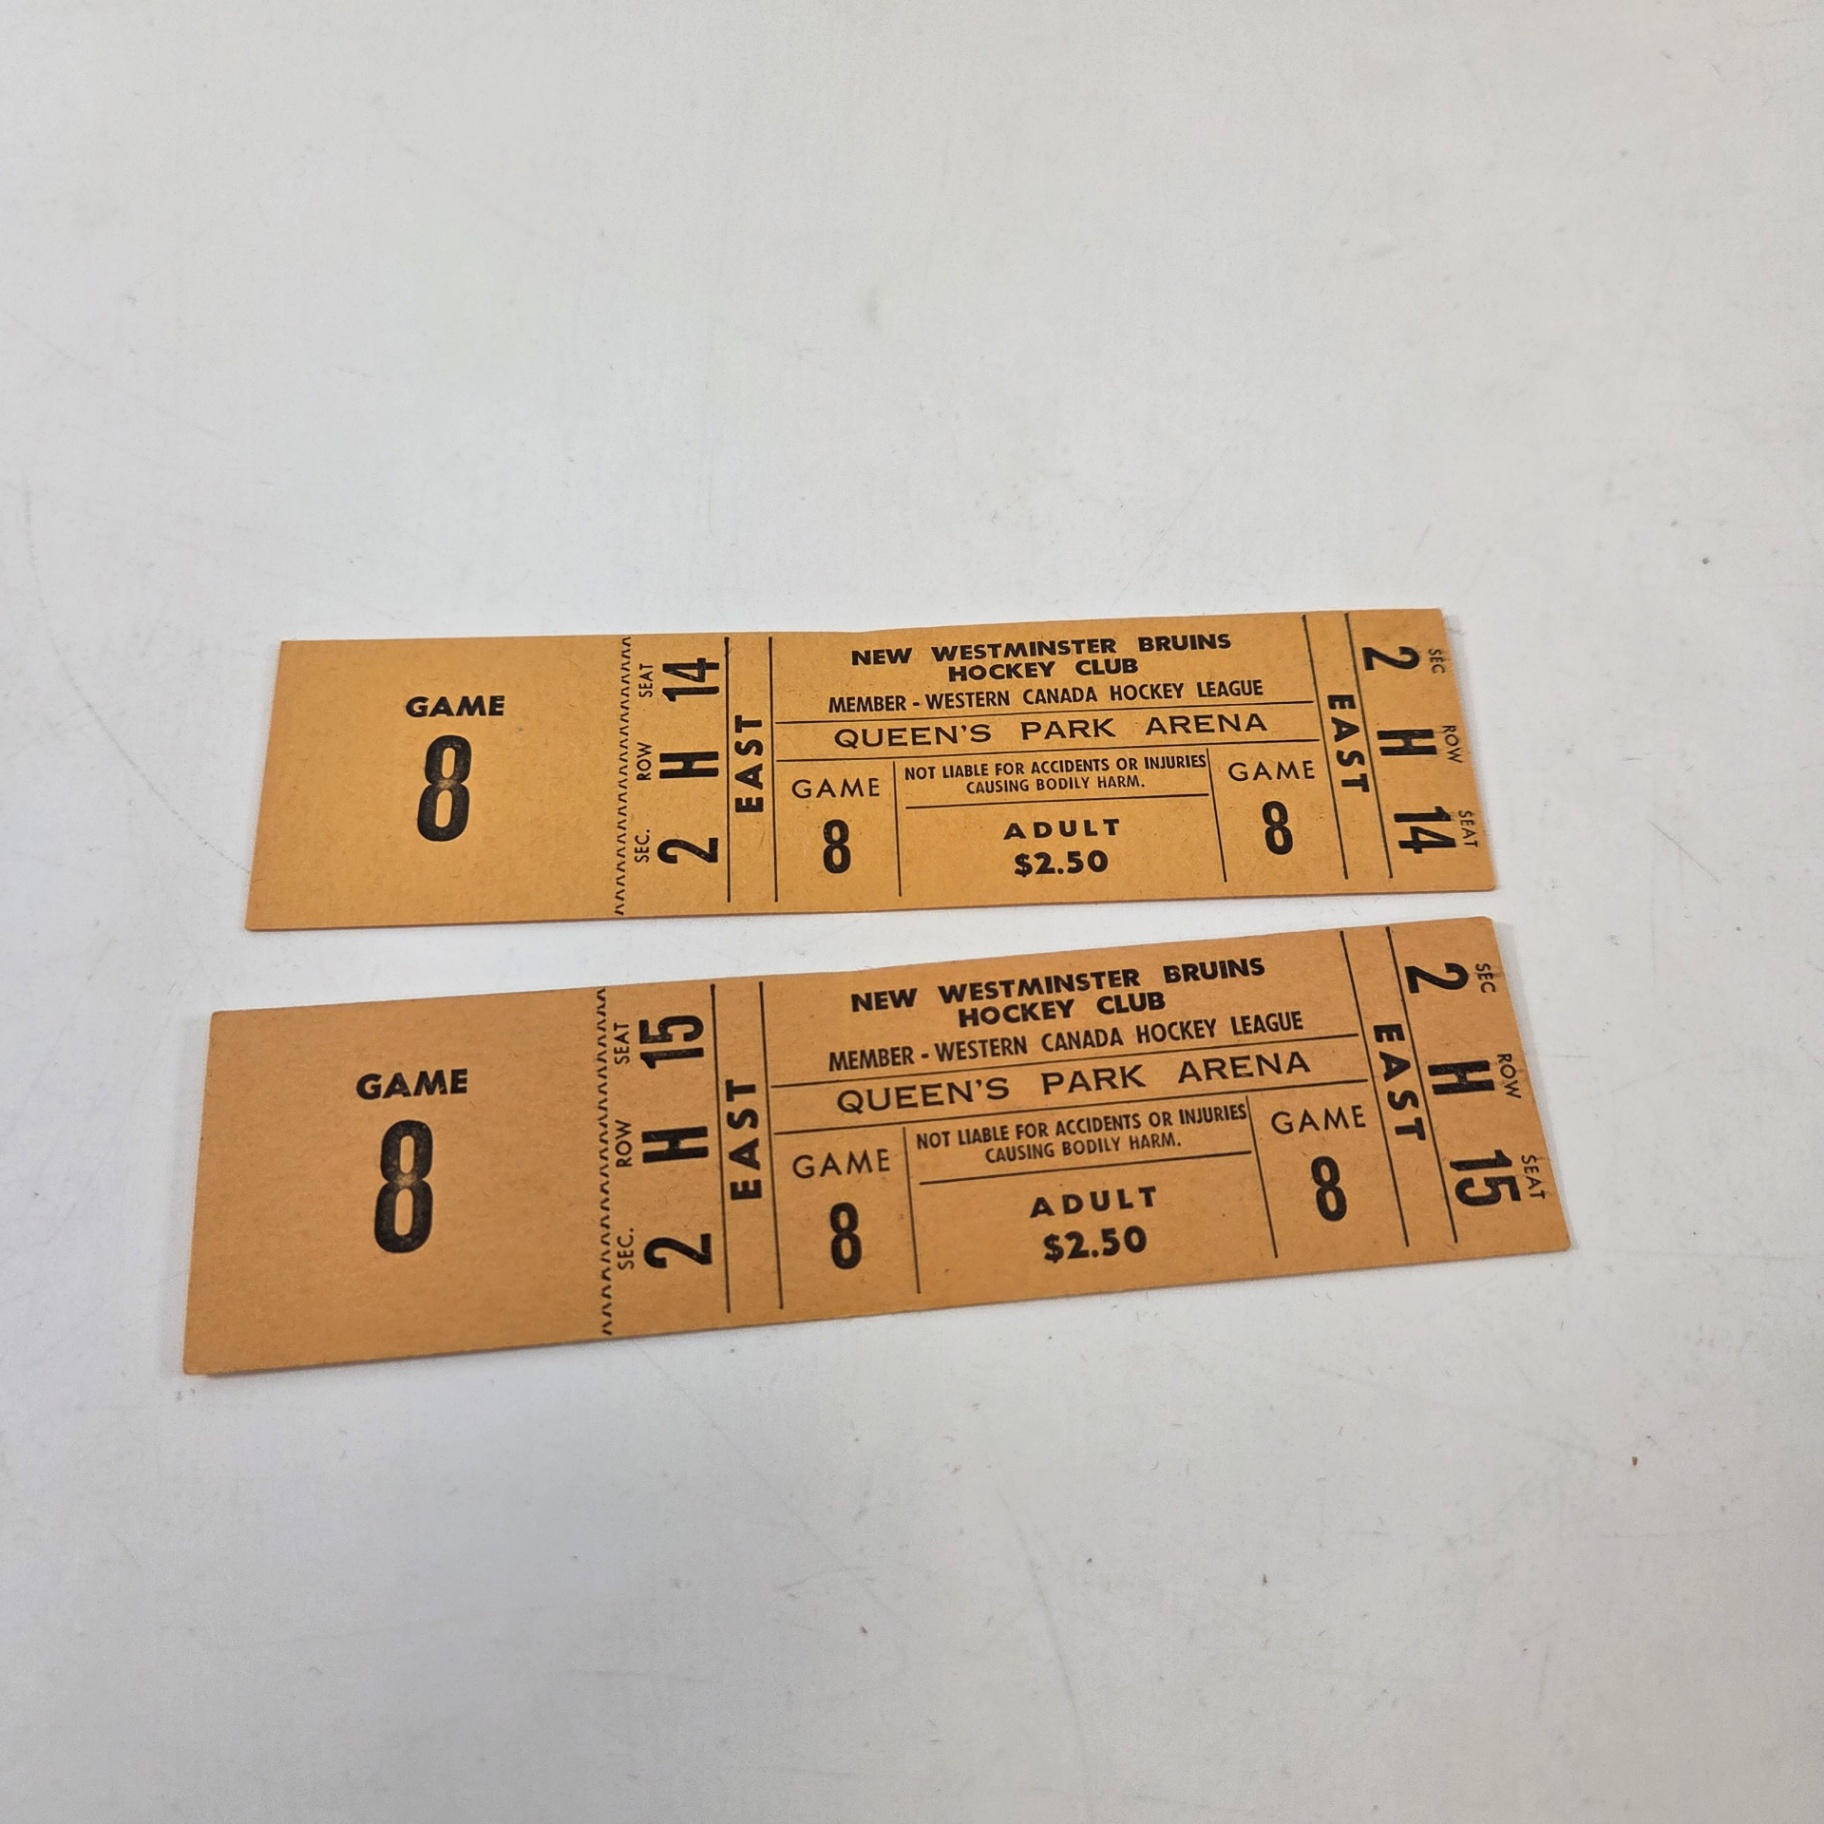 GAME
8
SEC. ROW SEAT
2 H 14
EAST
NEW WESTMINSTER BRUINS
HOCKEY CLUB
MEMBER - WESTERN CANADA HOCKEY LEAGUE
QUEEN'S PARK ARENA
GAME
8
NOT LIABLE FOR ACCIDENTS OR INJURIES
CAUSING BODILY HARM.
ADULT
$2.50
GAME
8
EAST
2 H 14
SEC ROW SEAT
GAME
8
SEC. ROW SEAT
2 H 15
EAST
NEW WESTMINSTER BRUINS
HOCKEY CLUB
MEMBER - WESTERN CANADA HOCKEY LEAGUE
QUEEN'S PARK ARENA
GAME
8
NOT LIABLE FOR ACCIDENTS OR INJURIES
CAUSING BODILY HARM.
ADULT
$2.50
GAME
8
EAST
2 H 15
SEC ROW SEAT